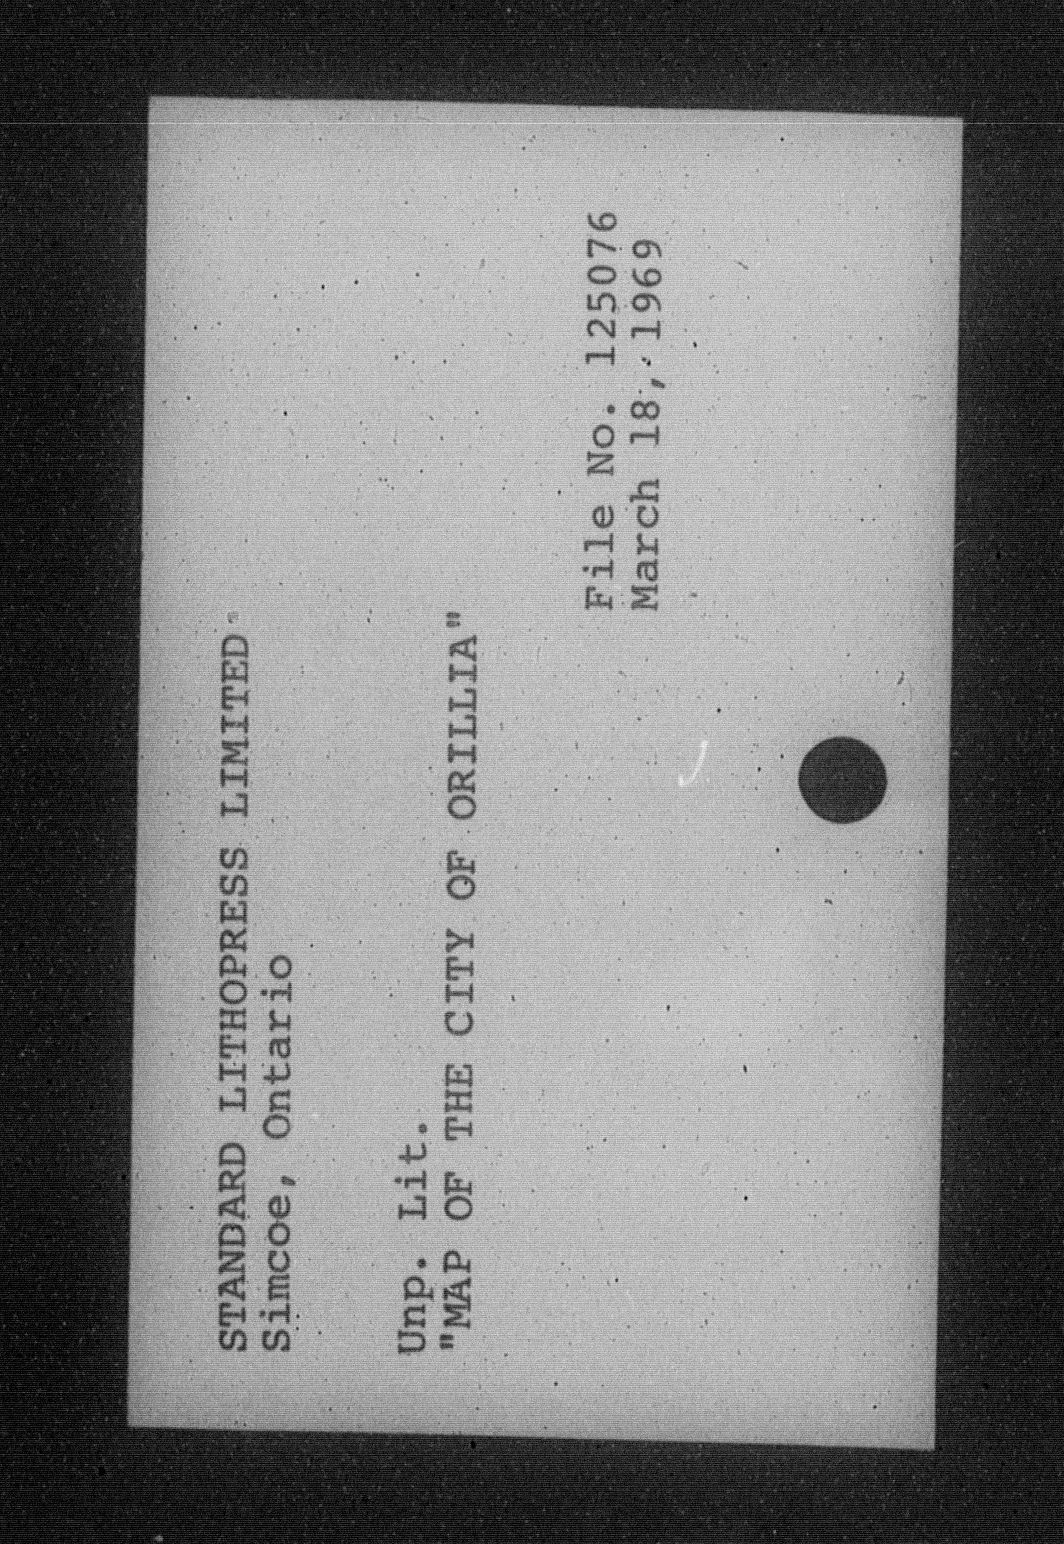 STANDARD LITHOPRESS LIMITED
Simcoe, Ontario
Unp. Lit.
"MAP OF THE CITY OF ORILLIA"
File No. 125076
March 18, 1969